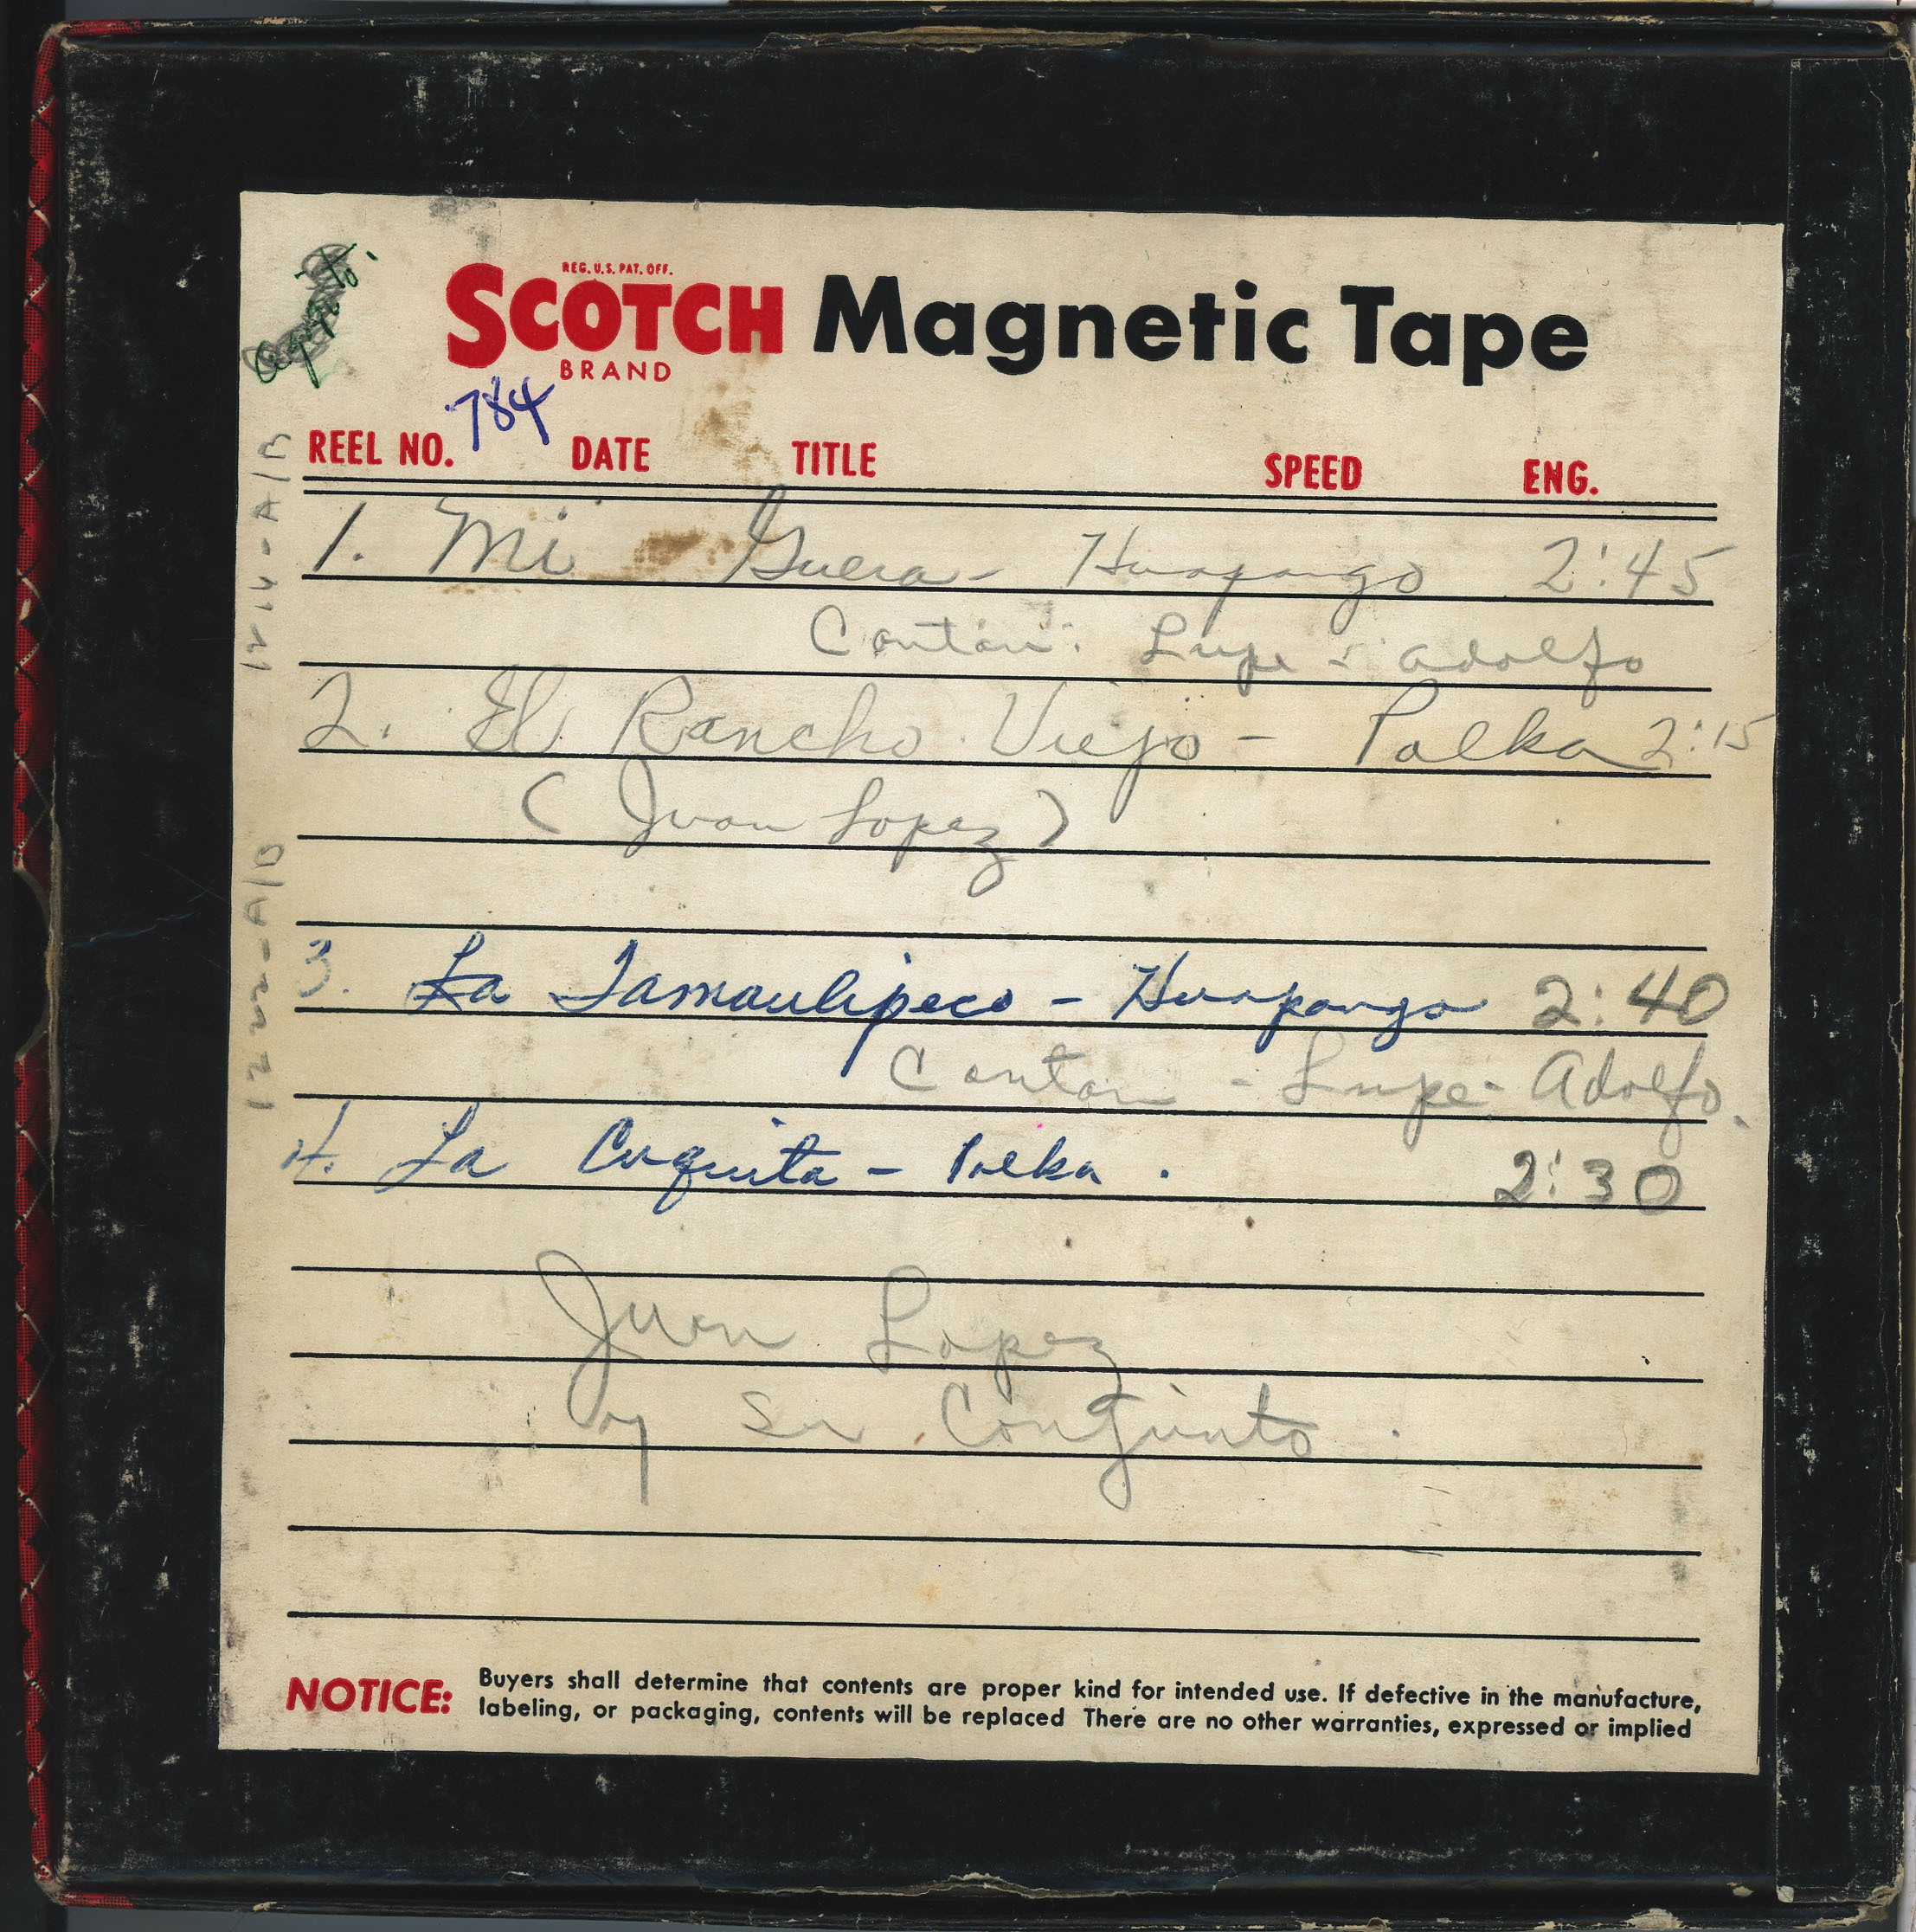 REG. U.S. PAT. OFF.
SCOTCH Magnetic Tape
BRAND
784
REEL NO. DATE TITLE SPEED ENG.
1. Mi Guera - Huapango 2:45
Cantan: Lupe - Adolfo
2. El Rancho Viejo - Polka 2:15
(Juan Lopez)
3. La Tamaulipeco - Huapango 2:40
Cantan - Lupe - Adolfo.
4. La Cuquita - Polka. 2:30
Juan Lopez
y Su Conjunto.
NOTICE: Buyers shall determine that contents are proper kind for intended use. If defective in the manufacture,
labeling, or packaging, contents will be replaced There are no other warranties, expressed or implied
1222-A/B